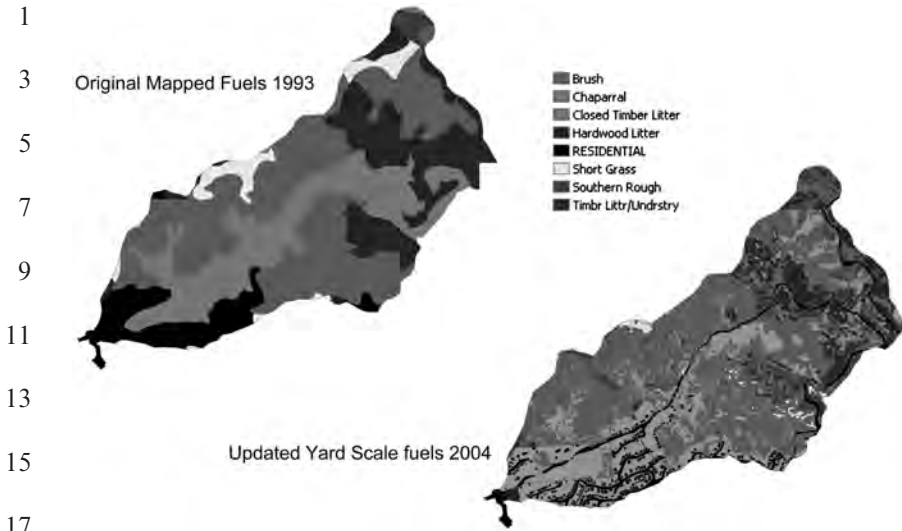 1
3
Original Mapped Fuels 1993
5
7
9
11
13
15
17
Brush
Chaparral
Closed Timber Litter
Hardwood Litter
RESIDENTIAL
Short Grass
Southern Rough
Timbr Littr/Undrstry
Updated Yard Scale fuels 2004